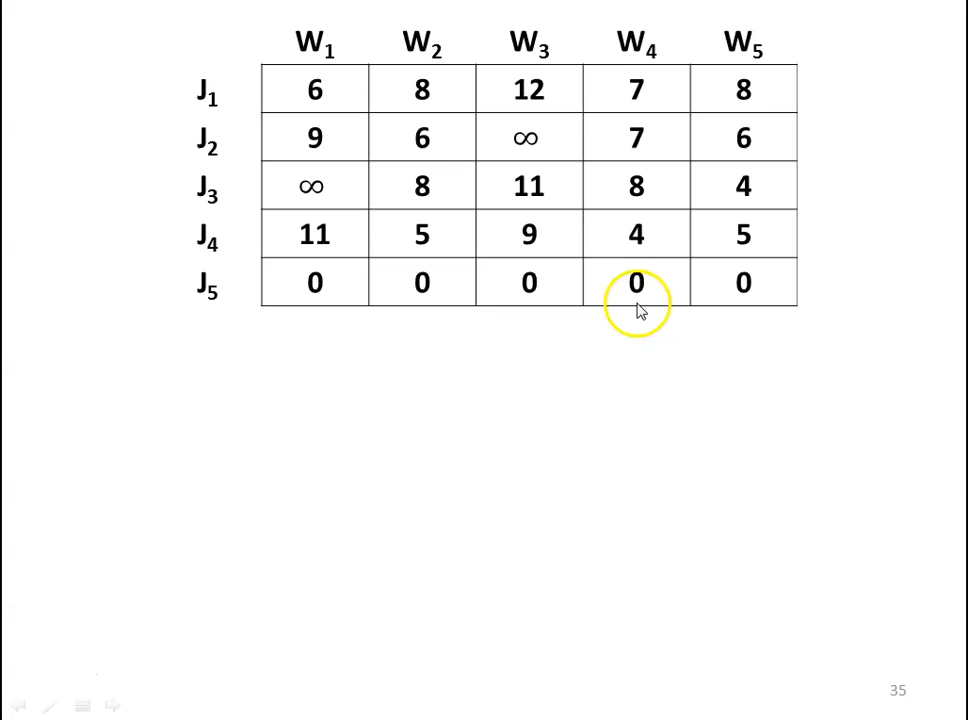 W₁ W₂ W₃ W₄ W₅
J₁ 6 8 12 7 8
J₂ 9 6 ∞ 7 6
J₃ ∞ 8 11 8 4
J₄ 11 5 9 4 5
J₅ 0 0 0 0 0
35